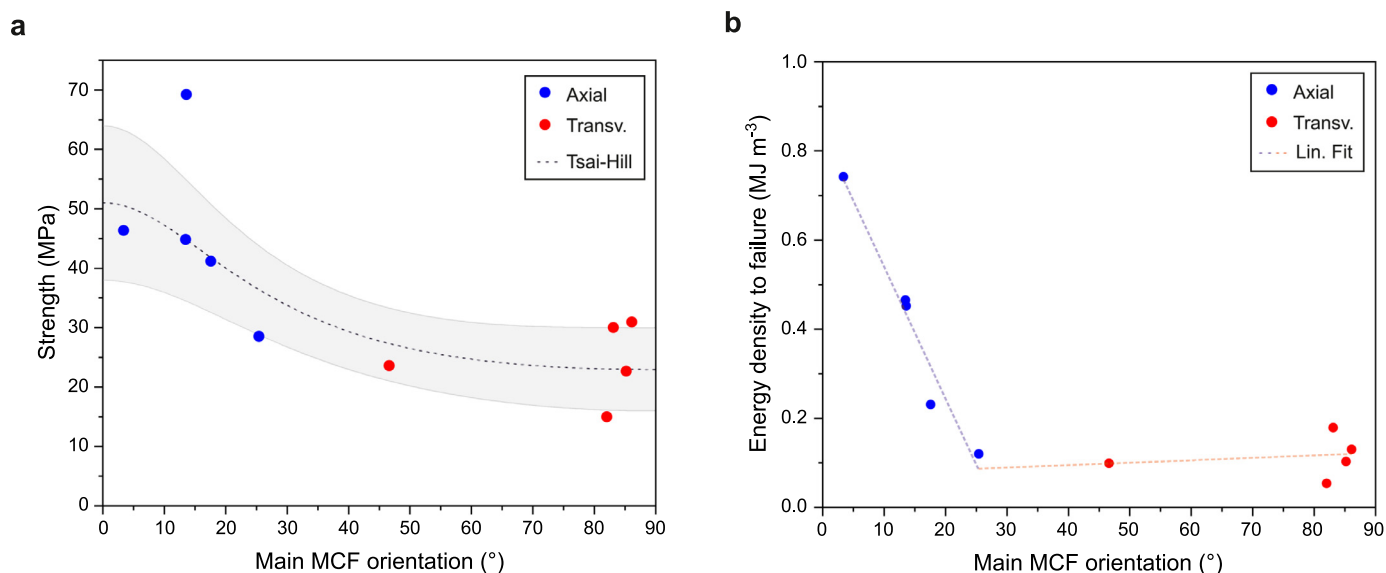 a
Strength (MPa)
70
60
50
40
30
20
10
0
0 10 20 30 40 50 60 70 80 90
Main MCF orientation (°)
Axial
Transv.
Tsai-Hill
b
Energy density to failure (MJ m⁻³)
1.0
0.8
0.6
0.4
0.2
0.0
0 10 20 30 40 50 60 70 80 90
Main MCF orientation (°)
Axial
Transv.
Lin. Fit